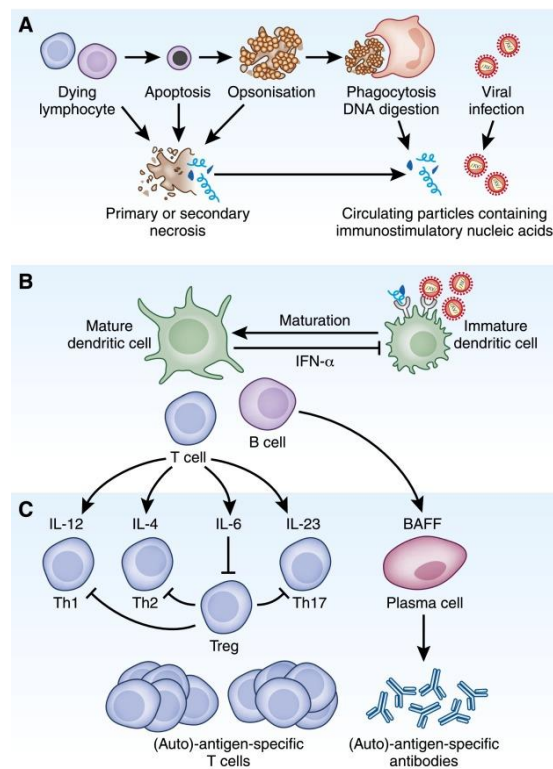 A
Dying
lymphocyte
Apoptosis
Opsonisation
Phagocytosis
DNA digestion
Viral
infection
Primary or secondary
necrosis
Circulating particles containing
immunostimulatory nucleic acids
B
Mature
dendritic cell
Maturation
IFN-α
Immature
dendritic cell
B cell
T cell
C
IL-12
IL-4
IL-6
IL-23
BAFF
Th1
Th2
Treg
Th17
Plasma cell
(Auto)-antigen-specific
T cells
(Auto)-antigen-specific
antibodies